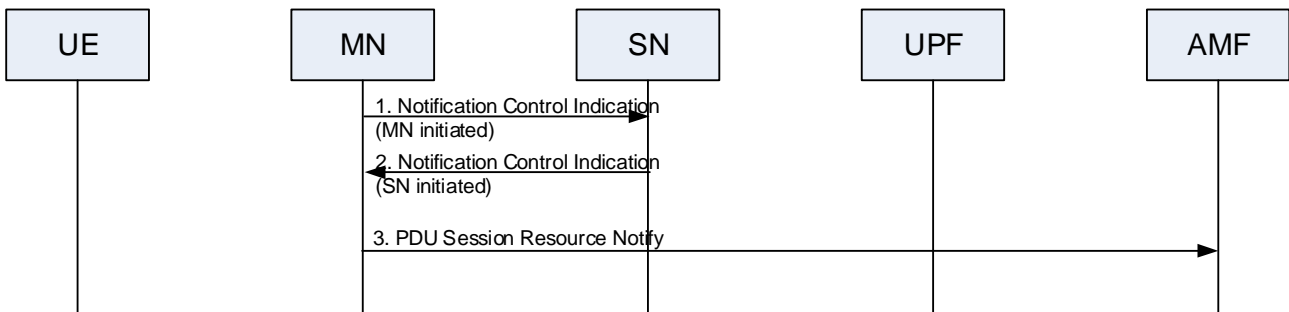 UE
MN
SN
UPF
AMF
1. Notification Control Indication
(MN initiated)
2. Notification Control Indication
(SN initiated)
3. PDU Session Resource Notify